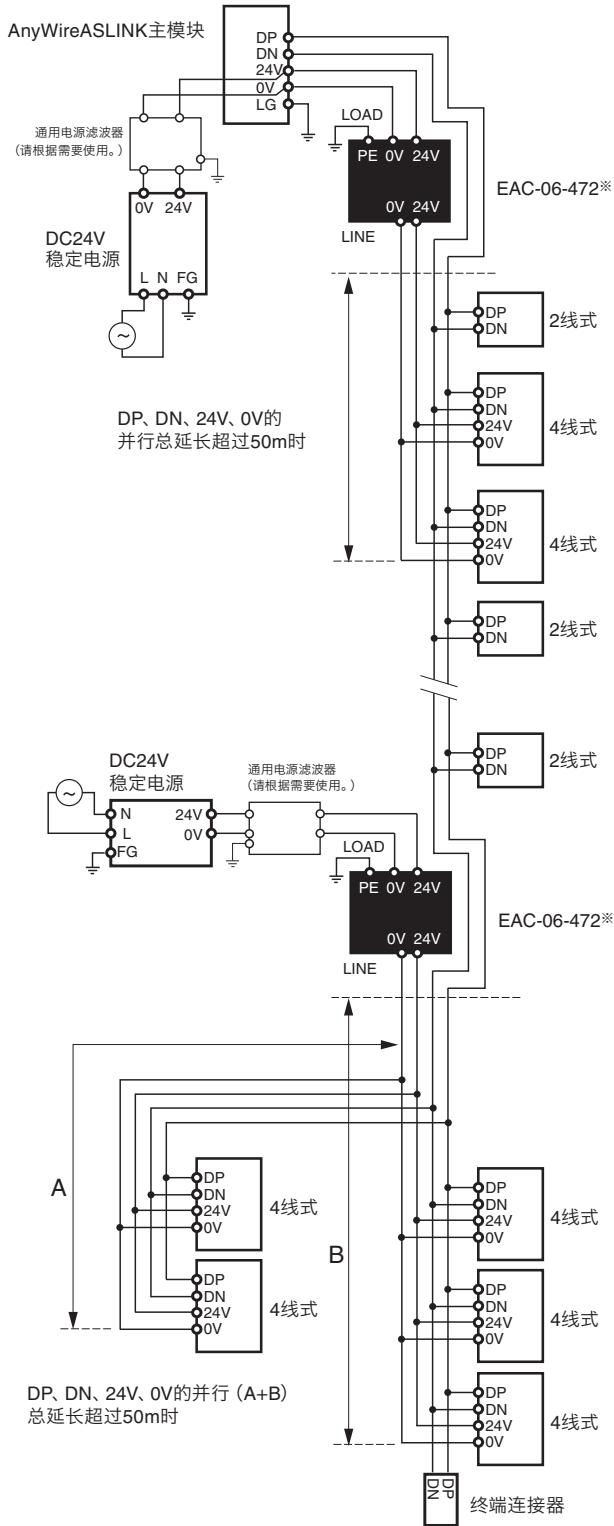 AnyWireASLINK主模块
DP
DN
24V
0V
LG
通用电源滤波器
(请根据需要使用。)
0V 24V
DC24V
稳定电源
L N FG
LOAD
PE 0V 24V
0V 24V
LINE
EAC-06-472※
DP
DN
2线式
DP、DN、24V、0V的
并行总延长超过50m时
DP
DN
24V
0V
4线式
DP
DN
24V
0V
4线式
DP
DN
2线式
DP
DN
2线式
DC24V
稳定电源
N
L
FG
24V
0V
通用电源滤波器
(请根据需要使用。)
LOAD
PE 0V 24V
0V 24V
LINE
EAC-06-472※
A
B
DP
DN
24V
0V
4线式
DP
DN
24V
0V
4线式
DP
DN
24V
0V
4线式
DP
DN
24V
0V
4线式
DP
DN
24V
0V
4线式
DP、DN、24V、0V的并行（A+B）
总延长超过50m时
DP
DN
终端连接器